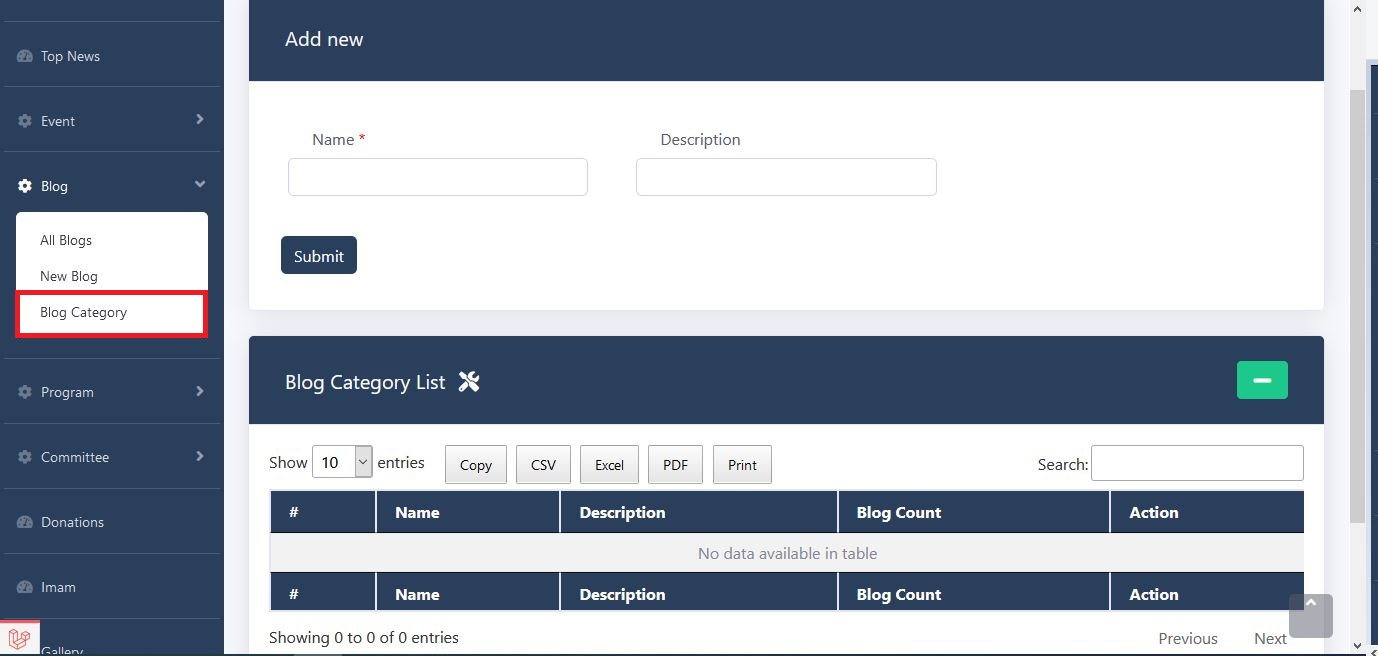 Top News
Event
Blog
All Blogs
New Blog
Blog Category
Program
Committee
Donations
Imam
Gallery
Add new
Name *
Description
Submit
Blog Category List
Show 10 entries Copy CSV Excel PDF Print Search:
# Name Description Blog Count Action
No data available in table
# Name Description Blog Count Action
Showing 0 to 0 of 0 entries Previous Next